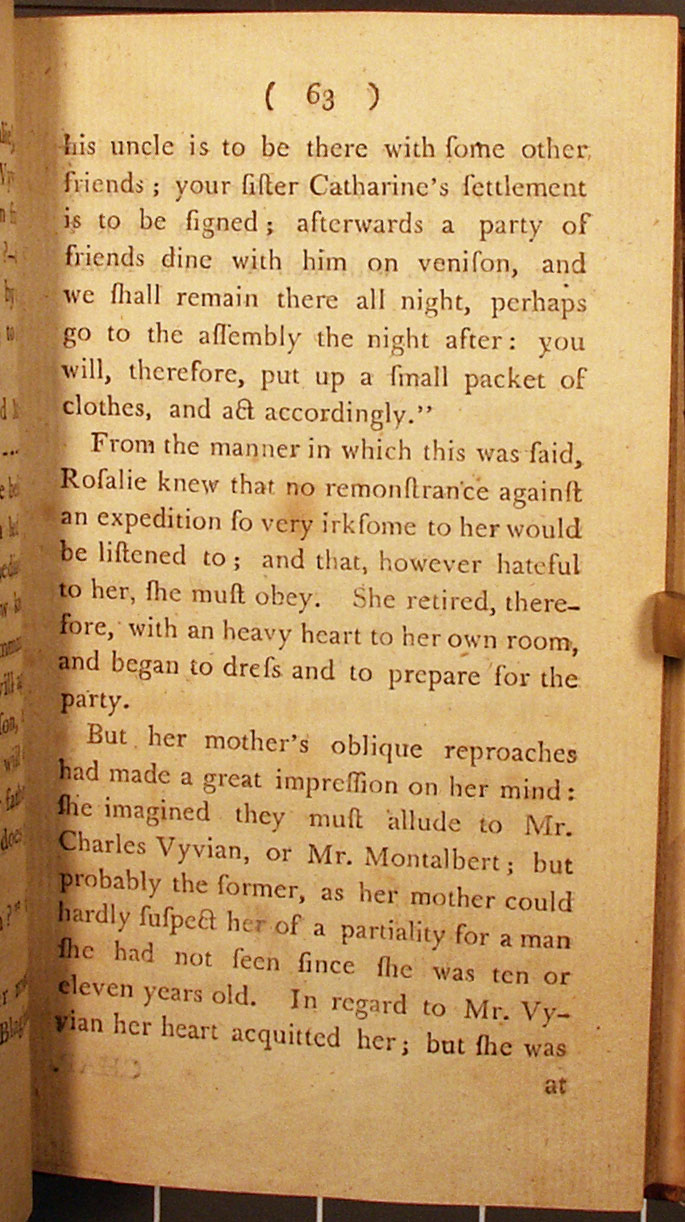 ( 63 )
his uncle is to be there with ſome other
friends ; your ſiſter Catharine's ſettlement
is to be ſigned ; afterwards a party of
friends dine with him on veniſon, and
we ſhall remain there all night, perhaps
go to the aſſembly the night after : you
will, therefore, put up a ſmall packet of
clothes, and act accordingly."
From the manner in which this was ſaid,
Roſalie knew that no remonſtrance againſt
an expedition ſo very irkſome to her would
be liſtened to ; and that, however hateful
to her, ſhe muſt obey. She retired, there-
fore, with an heavy heart to her own room,
and began to dreſs and to prepare for the
party.
But her mother's oblique reproaches
had made a great impreſſion on her mind :
ſhe imagined they muſt allude to Mr.
Charles Vyvian, or Mr. Montalbert ; but
probably the former, as her mother could
hardly ſuſpect her of a partiality for a man
ſhe had not ſeen ſince ſhe was ten or
eleven years old. In regard to Mr. Vy-
vian her heart acquitted her ; but ſhe was
at